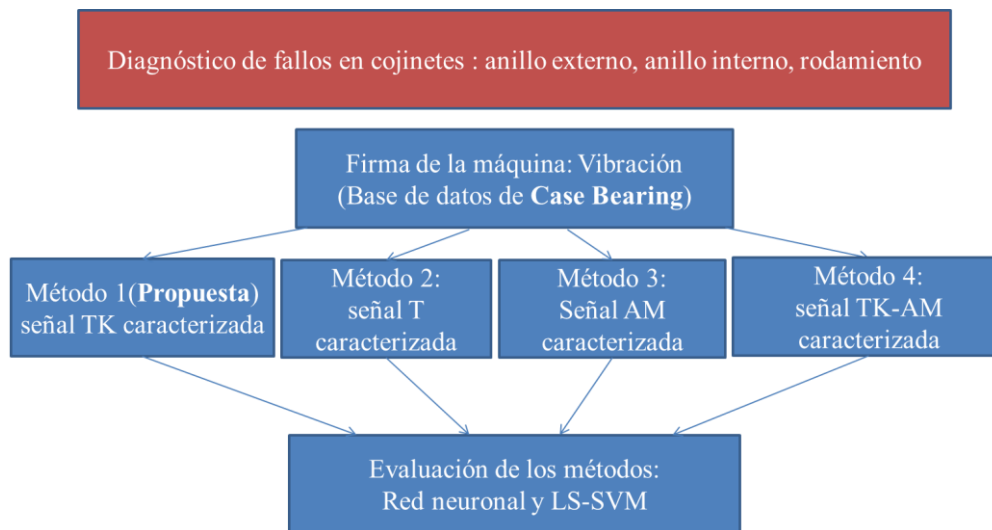 Diagnóstico de fallos en cojinetes : anillo externo, anillo interno, rodamiento
Firma de la máquina: Vibración
(Base de datos de Case Bearing)
Método 1(Propuesta)
señal TK caracterizada
Método 2:
señal T
caracterizada
Método 3:
Señal AM
caracterizada
Método 4:
señal TK-AM
caracterizada
Evaluación de los métodos:
Red neuronal y LS-SVM